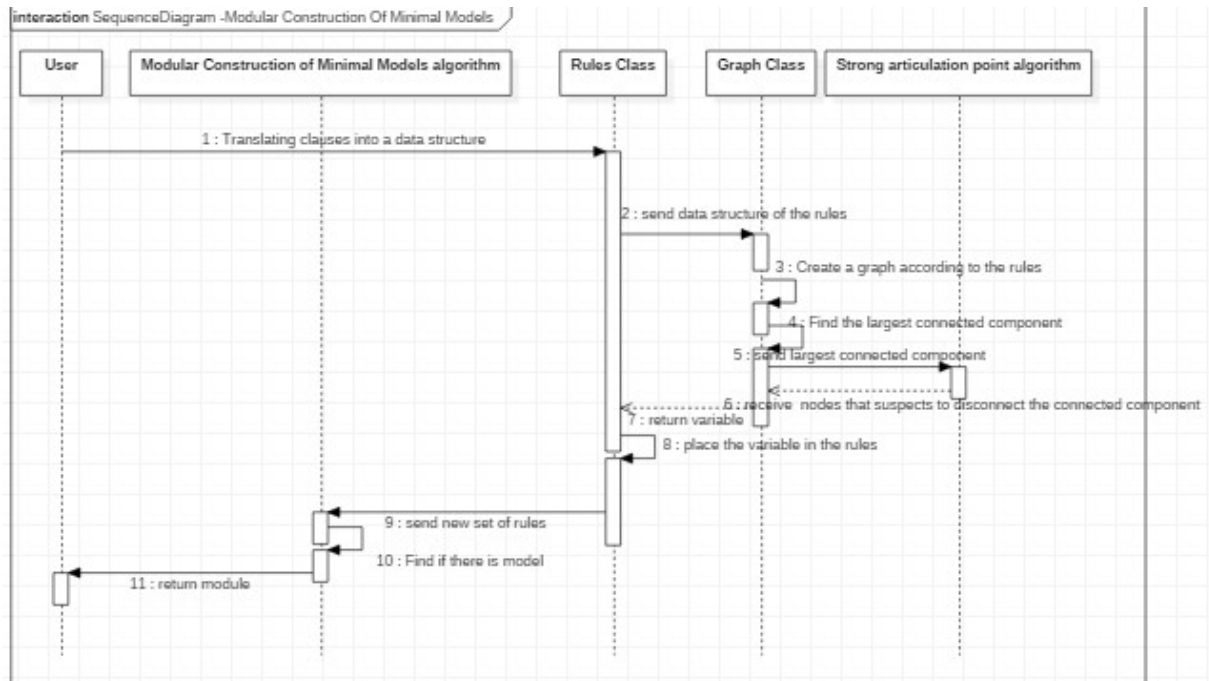 interaction SequenceDiagram -Modular Construction Of Minimal Models
User
Modular Construction of Minimal Models algorithm
Rules Class
Graph Class
Strong articulation point algorithm
1 : Translating clauses into a data structure
2 : send data structure of the rules
3 : Create a graph according to the rules
4 : Find the largest connected component
5 : send largest connected component
6 : receive nodes that suspects to disconnect the connected component
7 : return variable
8 : place the variable in the rules
9 : send new set of rules
10 : Find if there is model
11 : return module